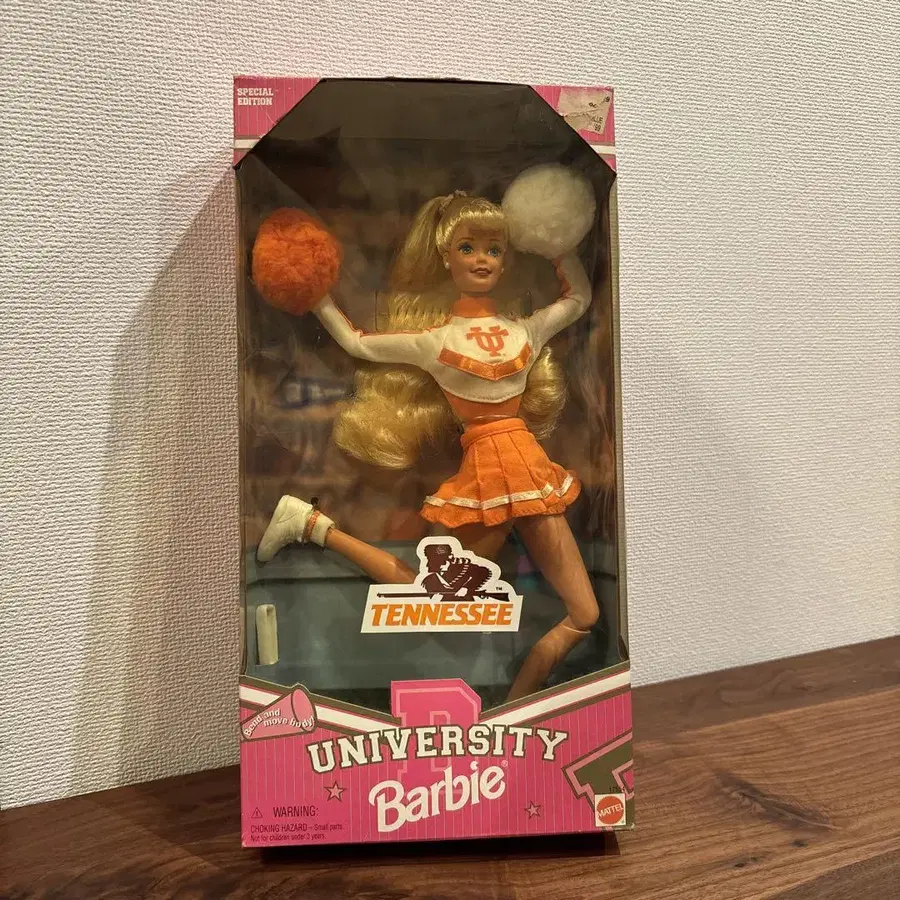 SPECIAL
EDITION
UT
TENNESSEE™
Bend and
move body!
B
UNIVERSITY
Barbie®
WARNING:
CHOKING HAZARD – Small parts.
Not for children under 3 years.
MATTEL